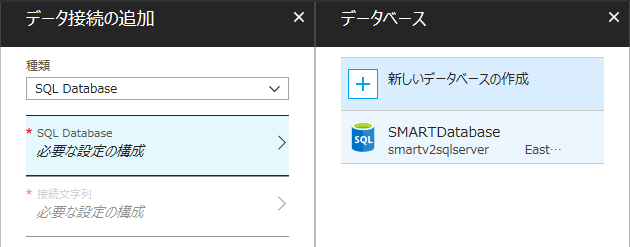 データ接続の追加
種類
SQL Database
* SQL Database
必要な設定の構成
* 接続文字列
必要な設定の構成
データベース
新しいデータベースの作成
SMARTDatabase
smartv2sqlserver East…
SQL